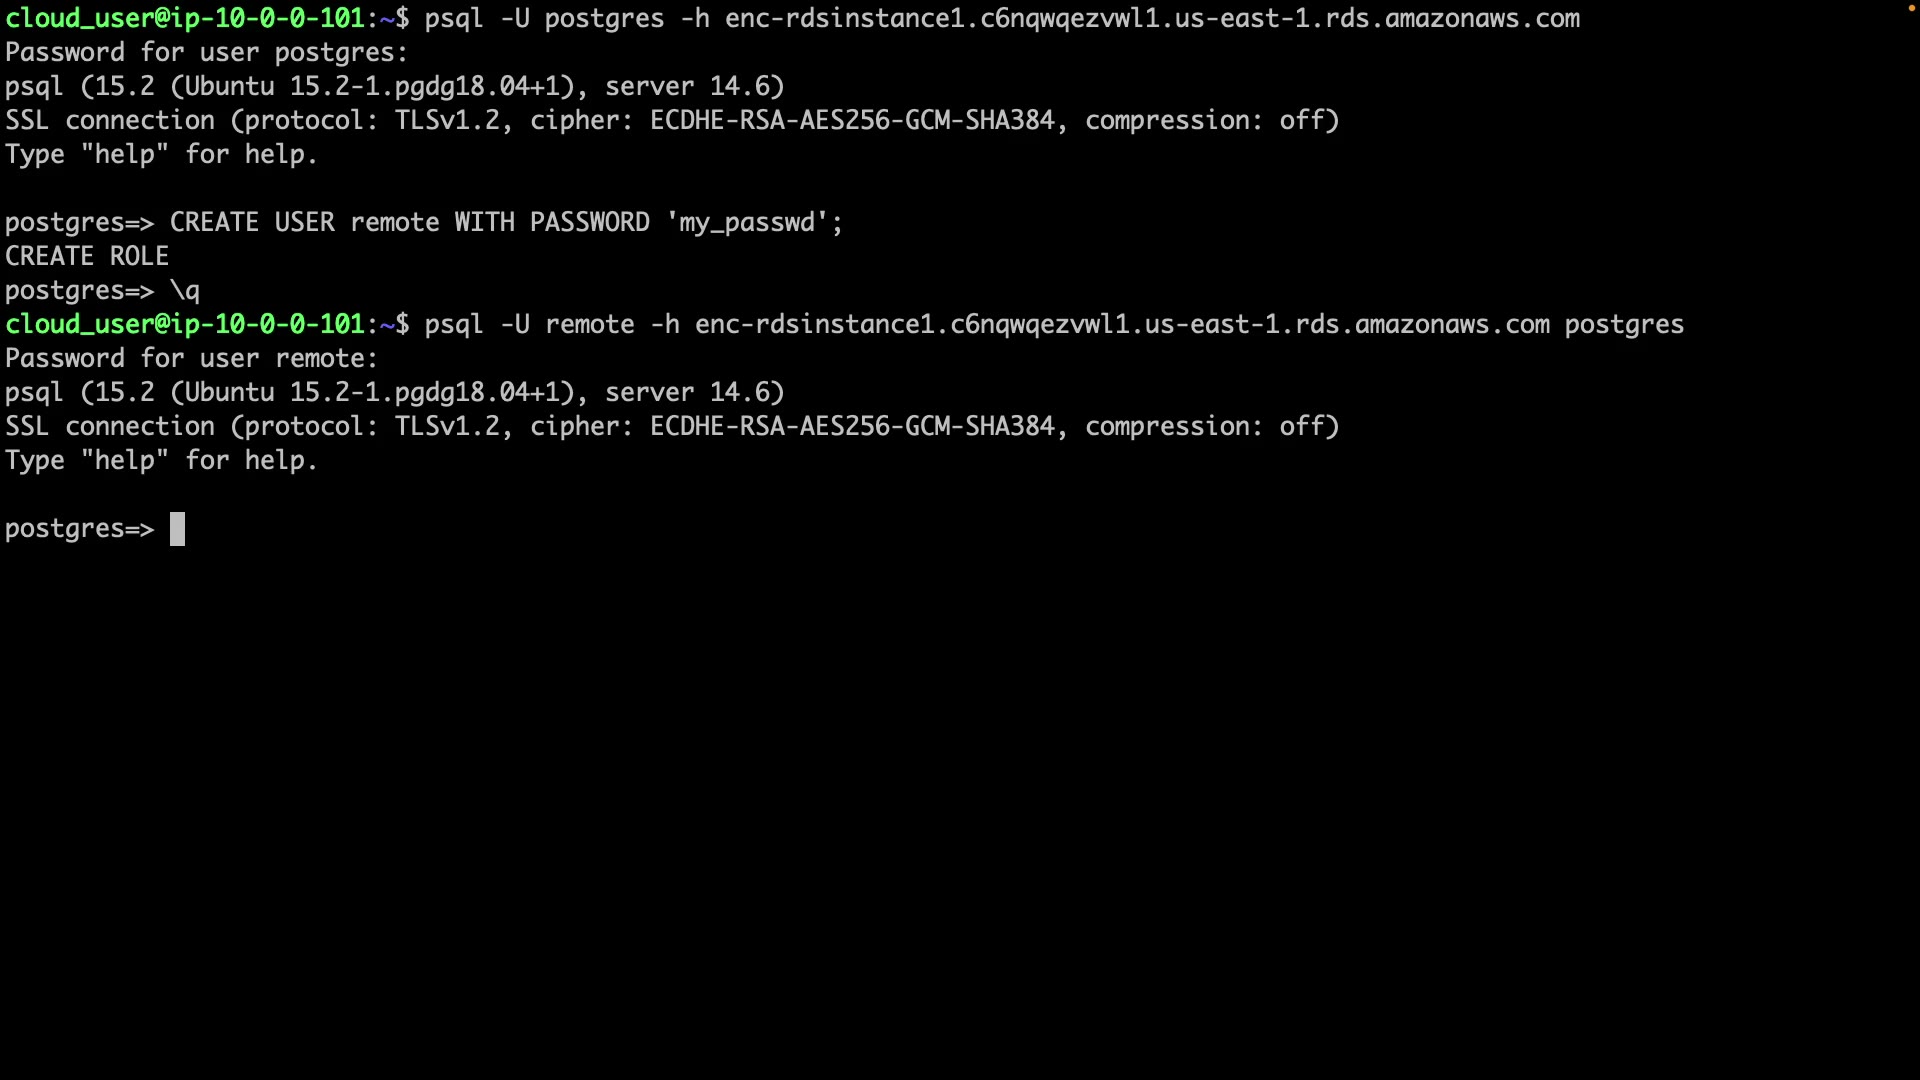 cloud_user@ip-10-0-0-101:~$ psql -U postgres -h enc-rdsinstance1.c6nqwqezvwl1.us-east-1.rds.amazonaws.com
Password for user postgres:
psql (15.2 (Ubuntu 15.2-1.pgdg18.04+1), server 14.6)
SSL connection (protocol: TLSv1.2, cipher: ECDHE-RSA-AES256-GCM-SHA384, compression: off)
Type "help" for help.

postgres=> CREATE USER remote WITH PASSWORD 'my_passwd';
CREATE ROLE
postgres=> \q
cloud_user@ip-10-0-0-101:~$ psql -U remote -h enc-rdsinstance1.c6nqwqezvwl1.us-east-1.rds.amazonaws.com postgres
Password for user remote:
psql (15.2 (Ubuntu 15.2-1.pgdg18.04+1), server 14.6)
SSL connection (protocol: TLSv1.2, cipher: ECDHE-RSA-AES256-GCM-SHA384, compression: off)
Type "help" for help.

postgres=>